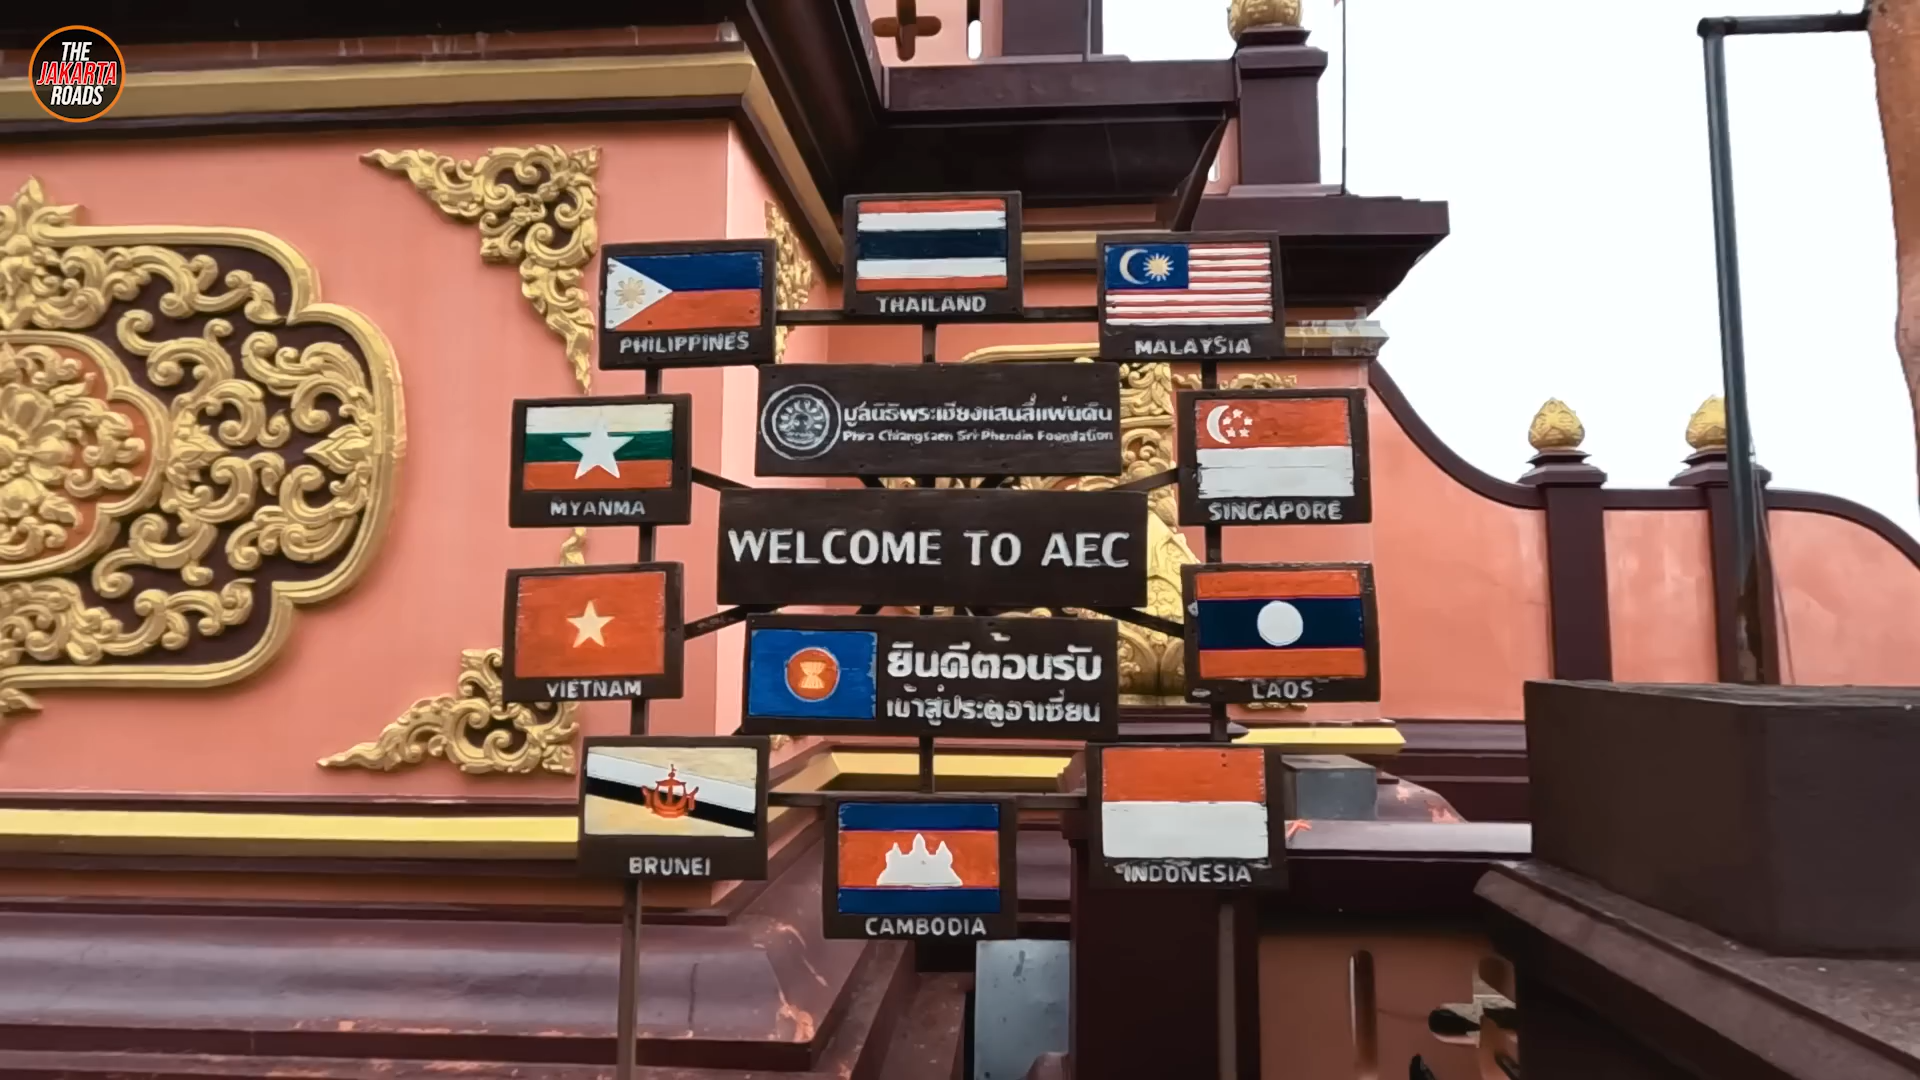 THE
JAKARTA
ROADS
THAILAND
PHILIPPINES
MALAYSIA
มูลนิธิพระเชียงแสนสี่แผ่นดิน
Phra Chiangsaen Sri Phendin Foundation
MYANMA
SINGAPORE
WELCOME TO AEC
ยินดีต้อนรับ
เข้าสู่ประตูอาเซี่ยน
VIETNAM
LAOS
BRUNEI
INDONESIA
CAMBODIA